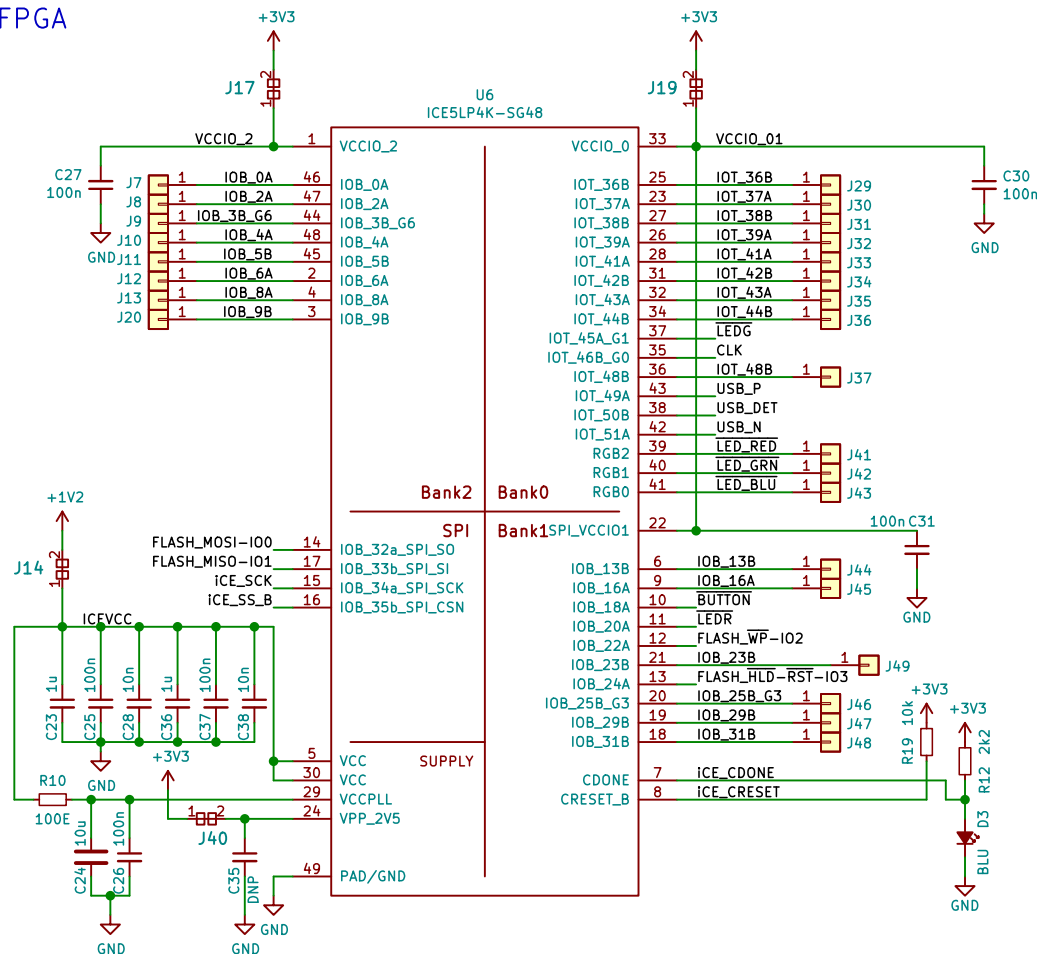 FPGA
+3V3
+3V3
J17
2
1
J19
2
1
U6
ICE5LP4K-SG48
VCCIO_2
1
VCCIO_2
VCCIO_0
33
VCCIO_01
C27
100n
GND
C30
100n
GND
J7
1
IOB_0A
46
IOB_0A
J8
1
IOB_2A
47
IOB_2A
J9
1
IOB_3B_G6
44
IOB_3B_G6
J10
1
IOB_4A
48
IOB_4A
J11
1
IOB_5B
45
IOB_5B
J12
1
IOB_6A
2
IOB_6A
J13
1
IOB_8A
4
IOB_8A
J20
1
IOB_9B
3
IOB_9B
IOT_36B
25
IOT_36B
1
J29
IOT_37A
23
IOT_37A
1
J30
IOT_38B
27
IOT_38B
1
J31
IOT_39A
26
IOT_39A
1
J32
IOT_41A
28
IOT_41A
1
J33
IOT_42B
31
IOT_42B
1
J34
IOT_43A
32
IOT_43A
1
J35
IOT_44B
34
IOT_44B
1
J36
IOT_45A_G1
37
LEDG
IOT_46B_G0
35
CLK
IOT_48B
36
IOT_48B
1
J37
IOT_49A
43
USB_P
IOT_50B
38
USB_DET
IOT_51A
42
USB_N
RGB2
39
LED_RED
1
J41
RGB1
40
LED_GRN
1
J42
RGB0
41
LED_BLU
1
J43
Bank2
Bank0
SPI
Bank1
SPI_VCCIO1
22
100n
C31
GND
+1V2
J14
2
1
FLASH_MOSI-IO0
14
IOB_32a_SPI_SO
FLASH_MISO-IO1
17
IOB_33b_SPI_SI
iCE_SCK
15
IOB_34a_SPI_SCK
iCE_SS_B
16
IOB_35b_SPI_CSN
IOB_13B
6
IOB_13B
1
J44
IOB_16A
9
IOB_16A
1
J45
IOB_18A
10
BUTTON
IOB_20A
11
LEDR
IOB_22A
12
FLASH_WP-IO2
IOB_23B
21
IOB_23B
1
J49
IOB_24A
13
FLASH_HLD-RST-IO3
IOB_25B_G3
20
IOB_25B_G3
1
J46
IOB_29B
19
IOB_29B
1
J47
IOB_31B
18
IOB_31B
1
J48
ICEVCC
1u
C23
100n
C25
10n
C28
1u
C36
100n
C37
10n
C38
GND
+3V3
SUPPLY
5
VCC
30
VCC
29
VCCPLL
24
VPP_2V5
49
PAD/GND
R10
100E
1
2
J40
10u
C24
100n
C26
C35
DNP
GND
GND
GND
CDONE
7
iCE_CDONE
CRESET_B
8
iCE_CRESET
+3V3
R19
10k
+3V3
R12
2k2
D3
BLU
GND